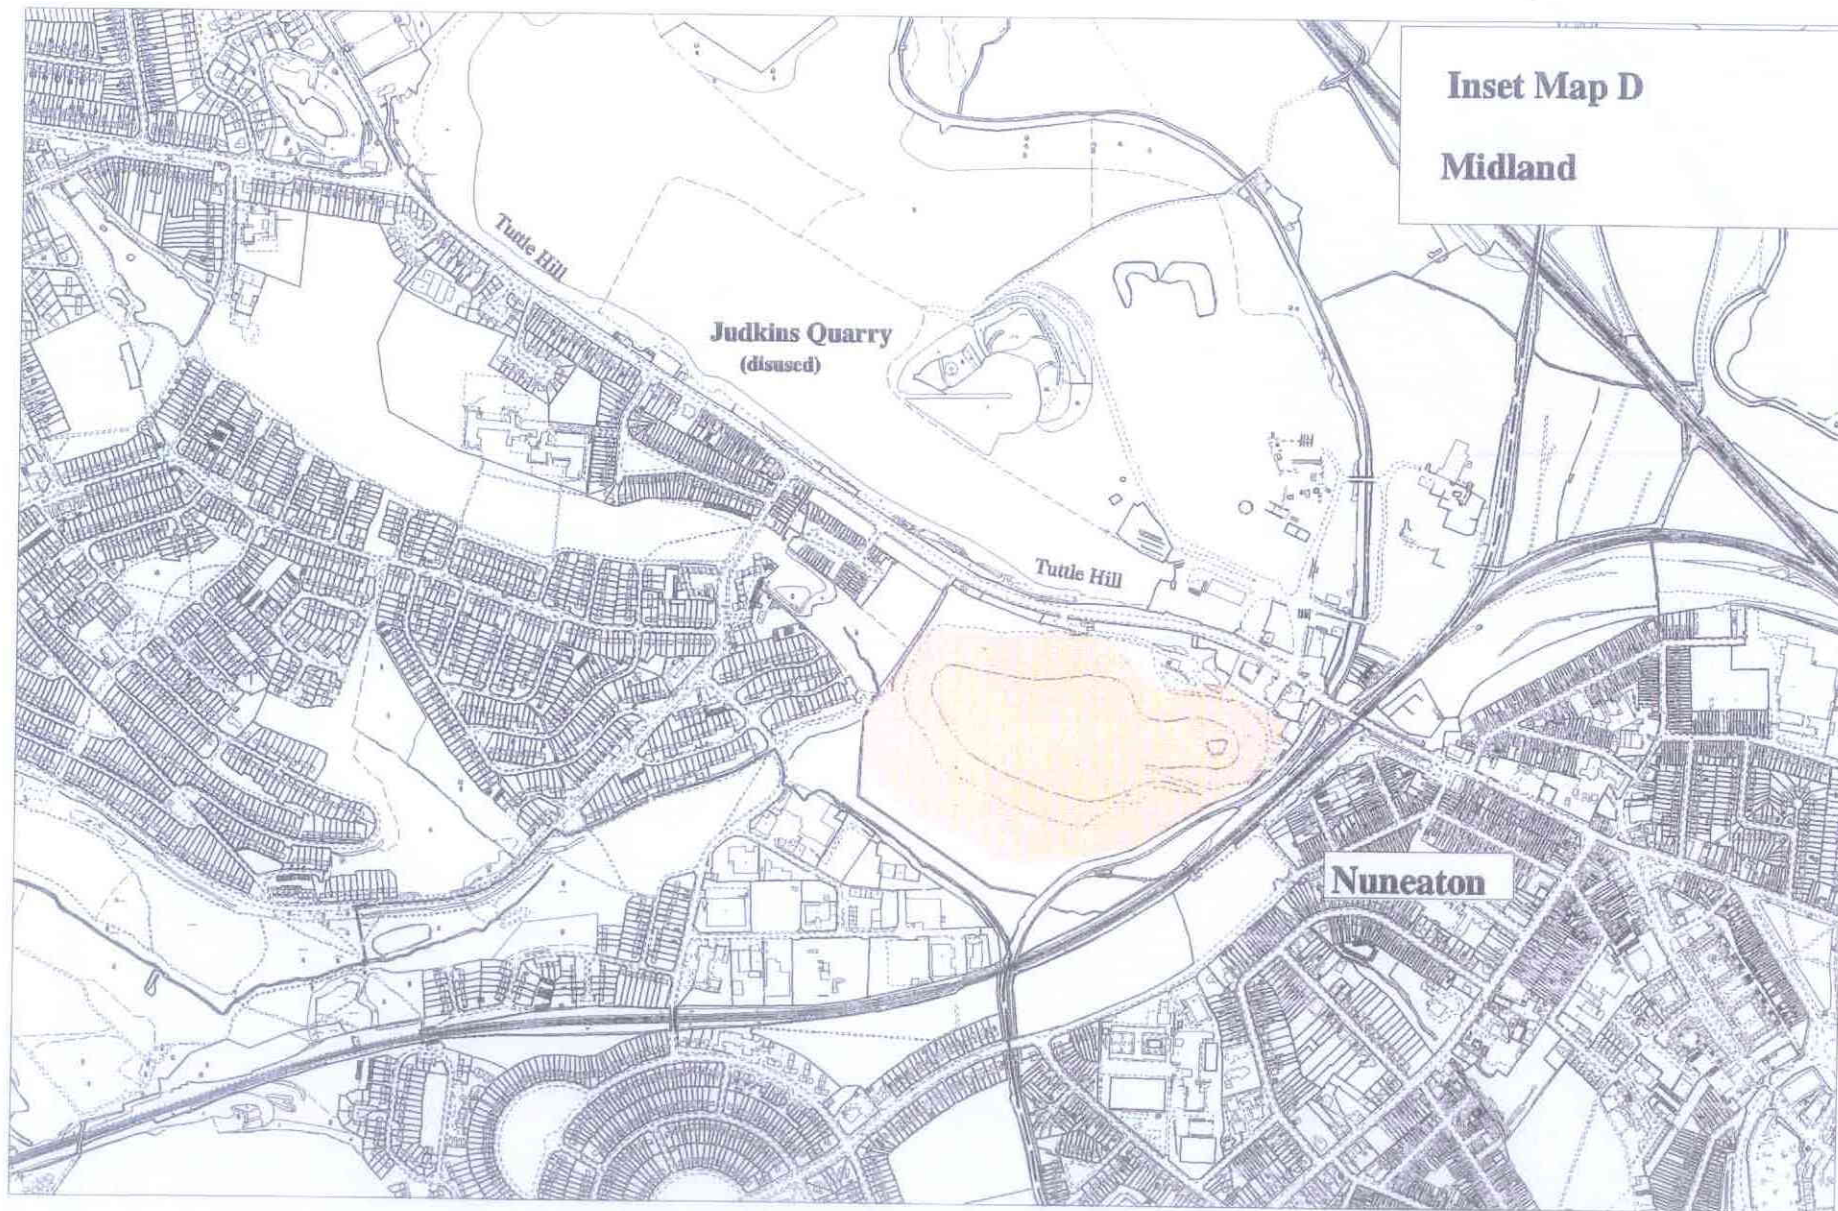 Inset Map D
Midland
Tuttle Hill
Judkins Quarry
(disused)
Tuttle Hill
Nuneaton